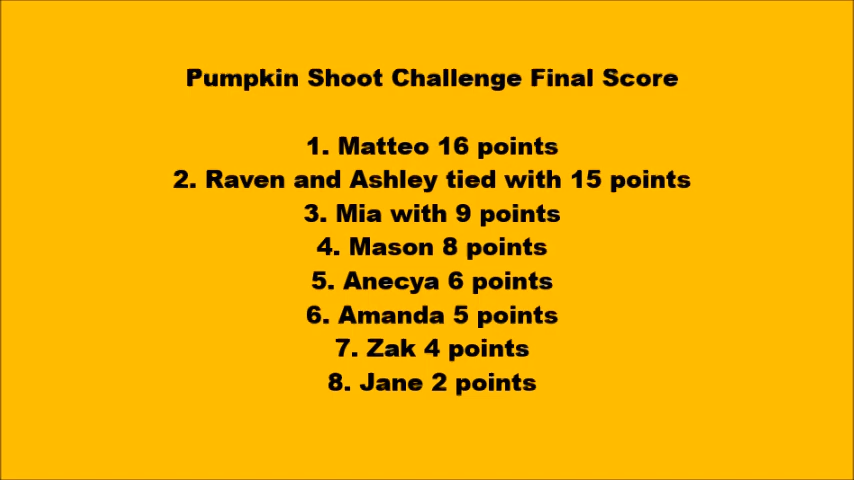 Pumpkin Shoot Challenge Final Score
1. Matteo 16 points
2. Raven and Ashley tied with 15 points
3. Mia with 9 points
4. Mason 8 points
5. Anecya 6 points
6. Amanda 5 points
7. Zak 4 points
8. Jane 2 points